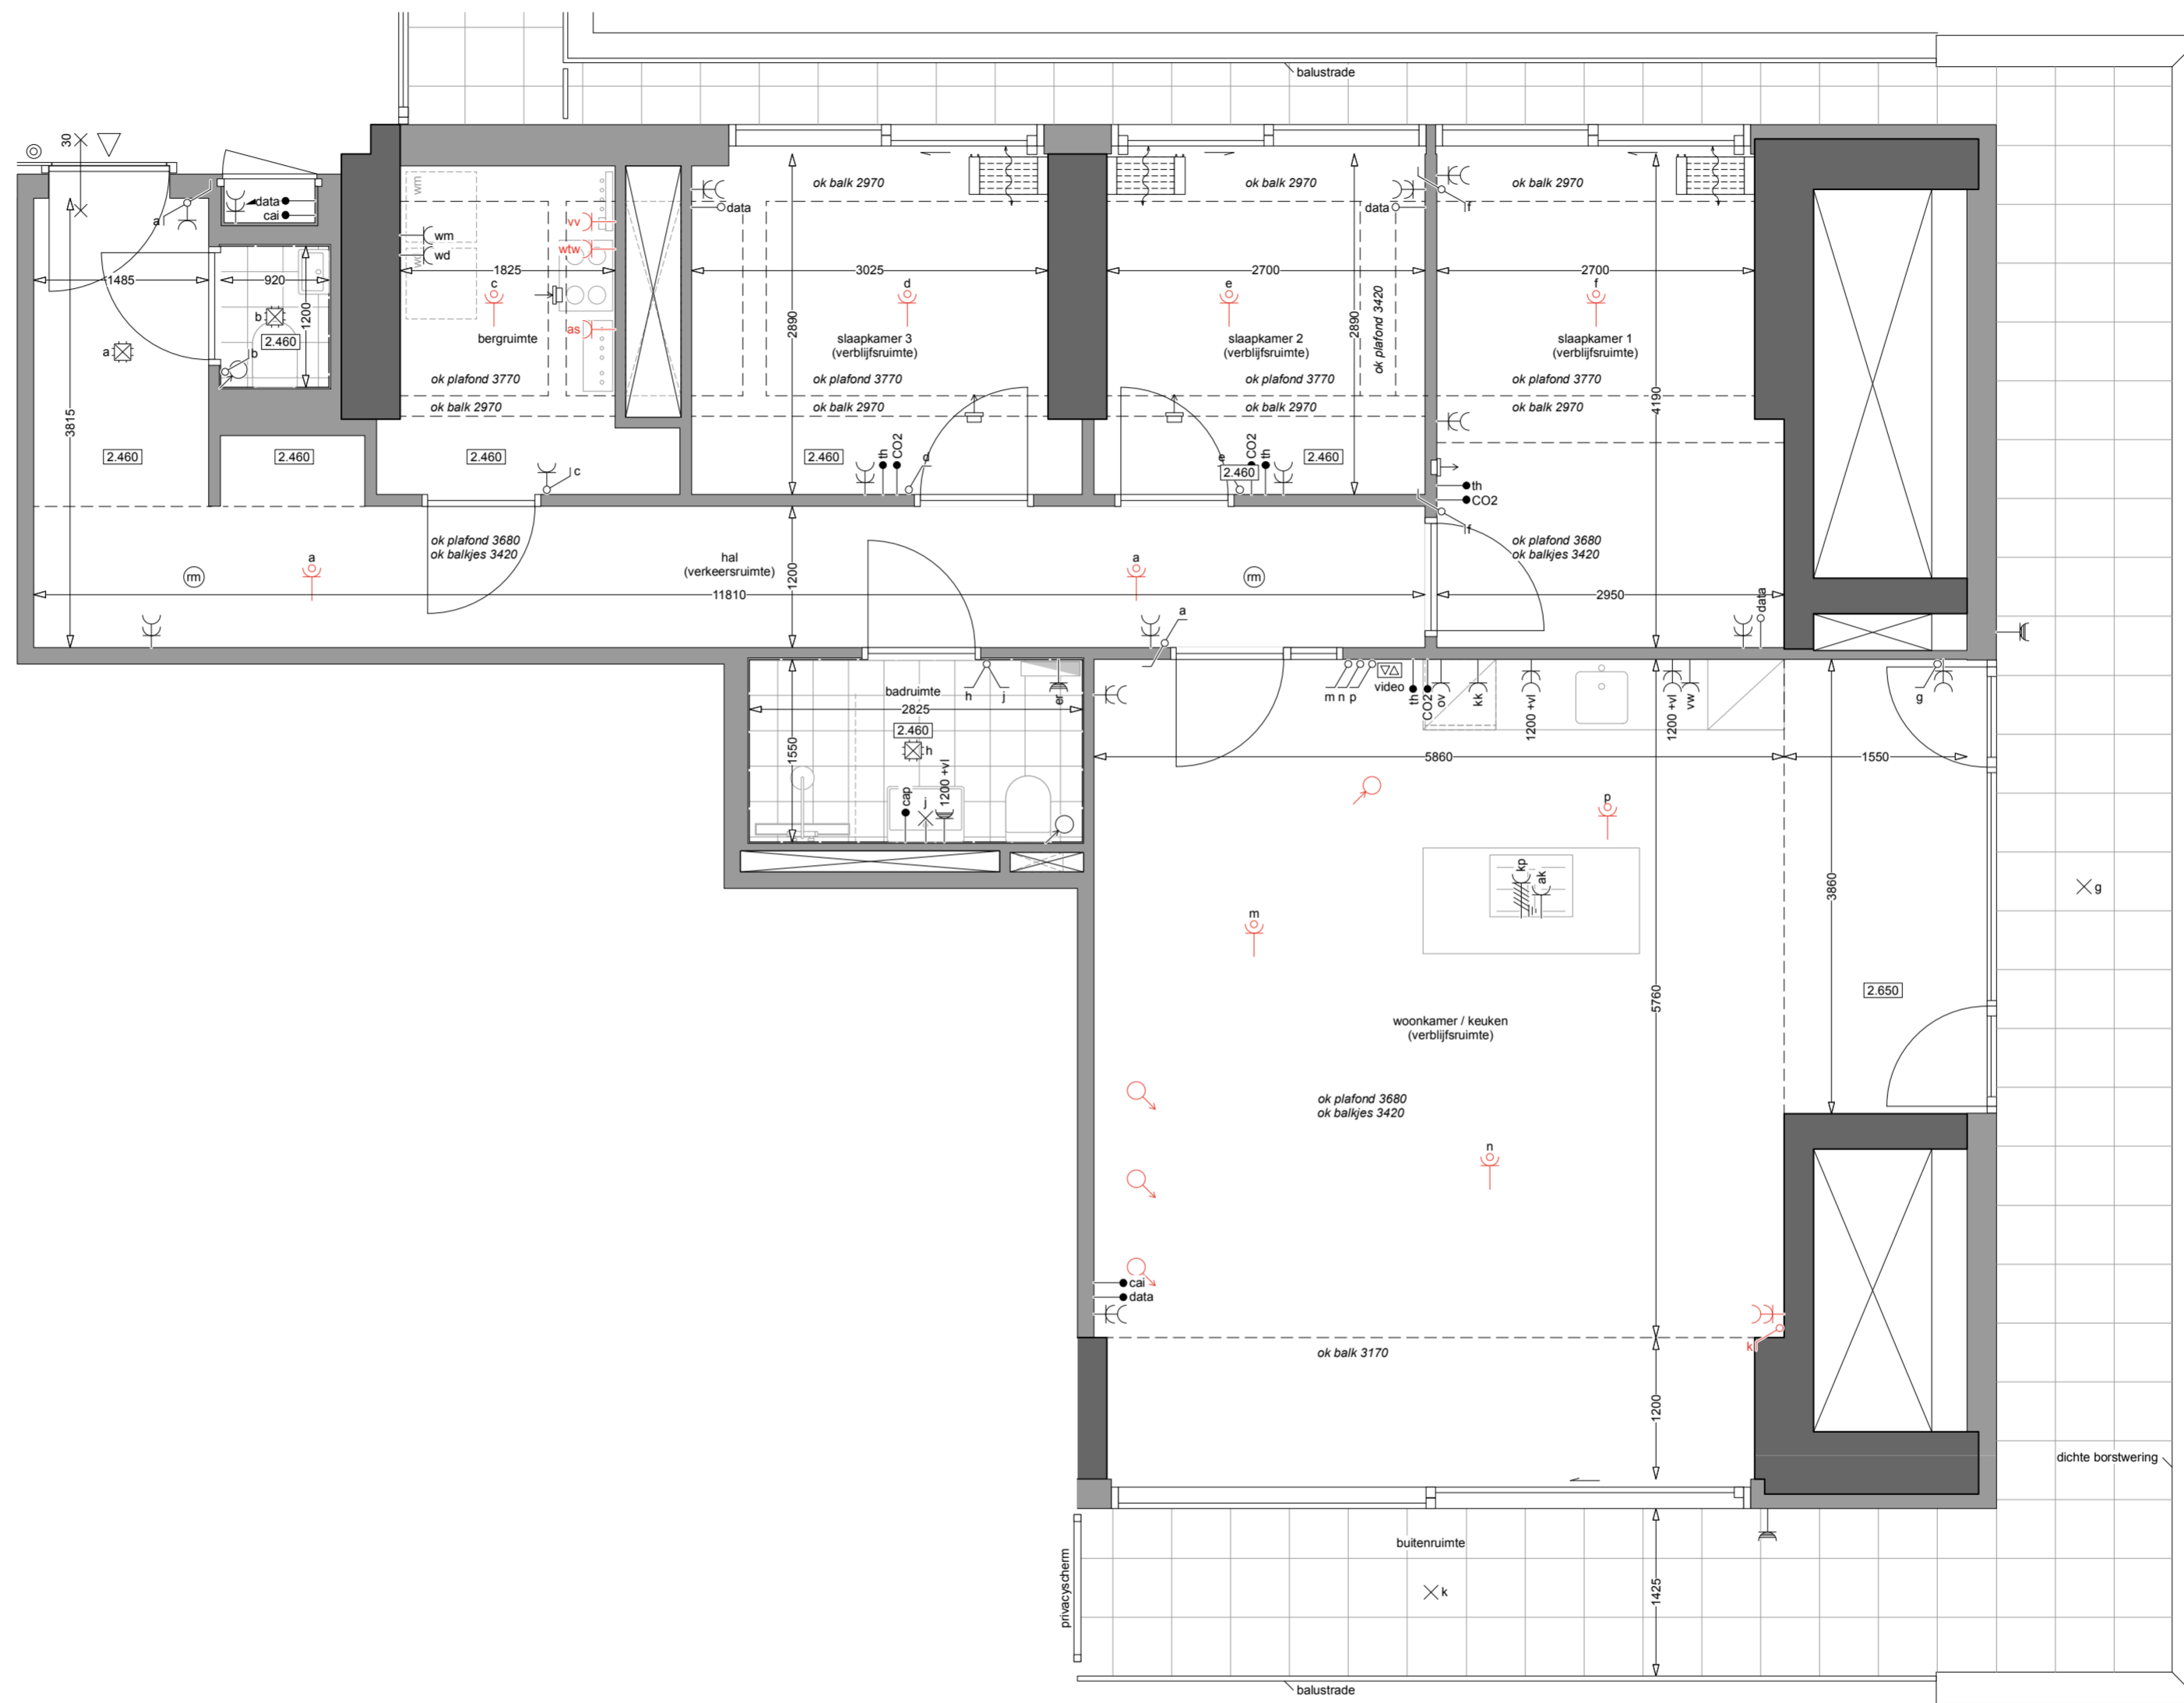 balustrade
30
ok balk 2970
ok balk 2970
ok balk 2970
wm
data
cai
a
data
data
f
vv
wm
wtw
wd
wd
1485
920
1825
3025
2700
2700
c
d
e
f
b
1200
2.460
bergruimte
as
2890
slaapkamer 3
(verblijfsruimte)
slaapkamer 2
(verblijfsruimte)
2890
ok plafond 3420
slaapkamer 1
(verblijfsruimte)
a
b
ok plafond 3770
ok plafond 3770
ok plafond 3770
ok plafond 3770
ok balk 2970
ok balk 2970
ok balk 2970
ok balk 2970
4190
3815
2.460
2.460
2.460
c
2.460
th
CO2
d
e
2.460
CO2
th
2.460
th
CO2
f
ok plafond 3680
ok balkjes 3420
hal
(verkeersruimte)
ok plafond 3680
ok balkjes 3420
a
rm
1200
a
rm
11810
2950
data
a
badruimte
h
j
er
2825
m n p
video
th
CO2
ov
kk
1200 +vl
1200 +vl
vw
g
2.460
1550
h
5860
1550
cap
j
1200 +vl
p
3860
kp
ak
g
m
5760
2.650
woonkamer / keuken
(verblijfsruimte)
ok plafond 3680
ok balkjes 3420
n
cai
data
k
ok balk 3170
1200
dichte borstwering
buitenruimte
privacyscherm
k
1425
balustrade